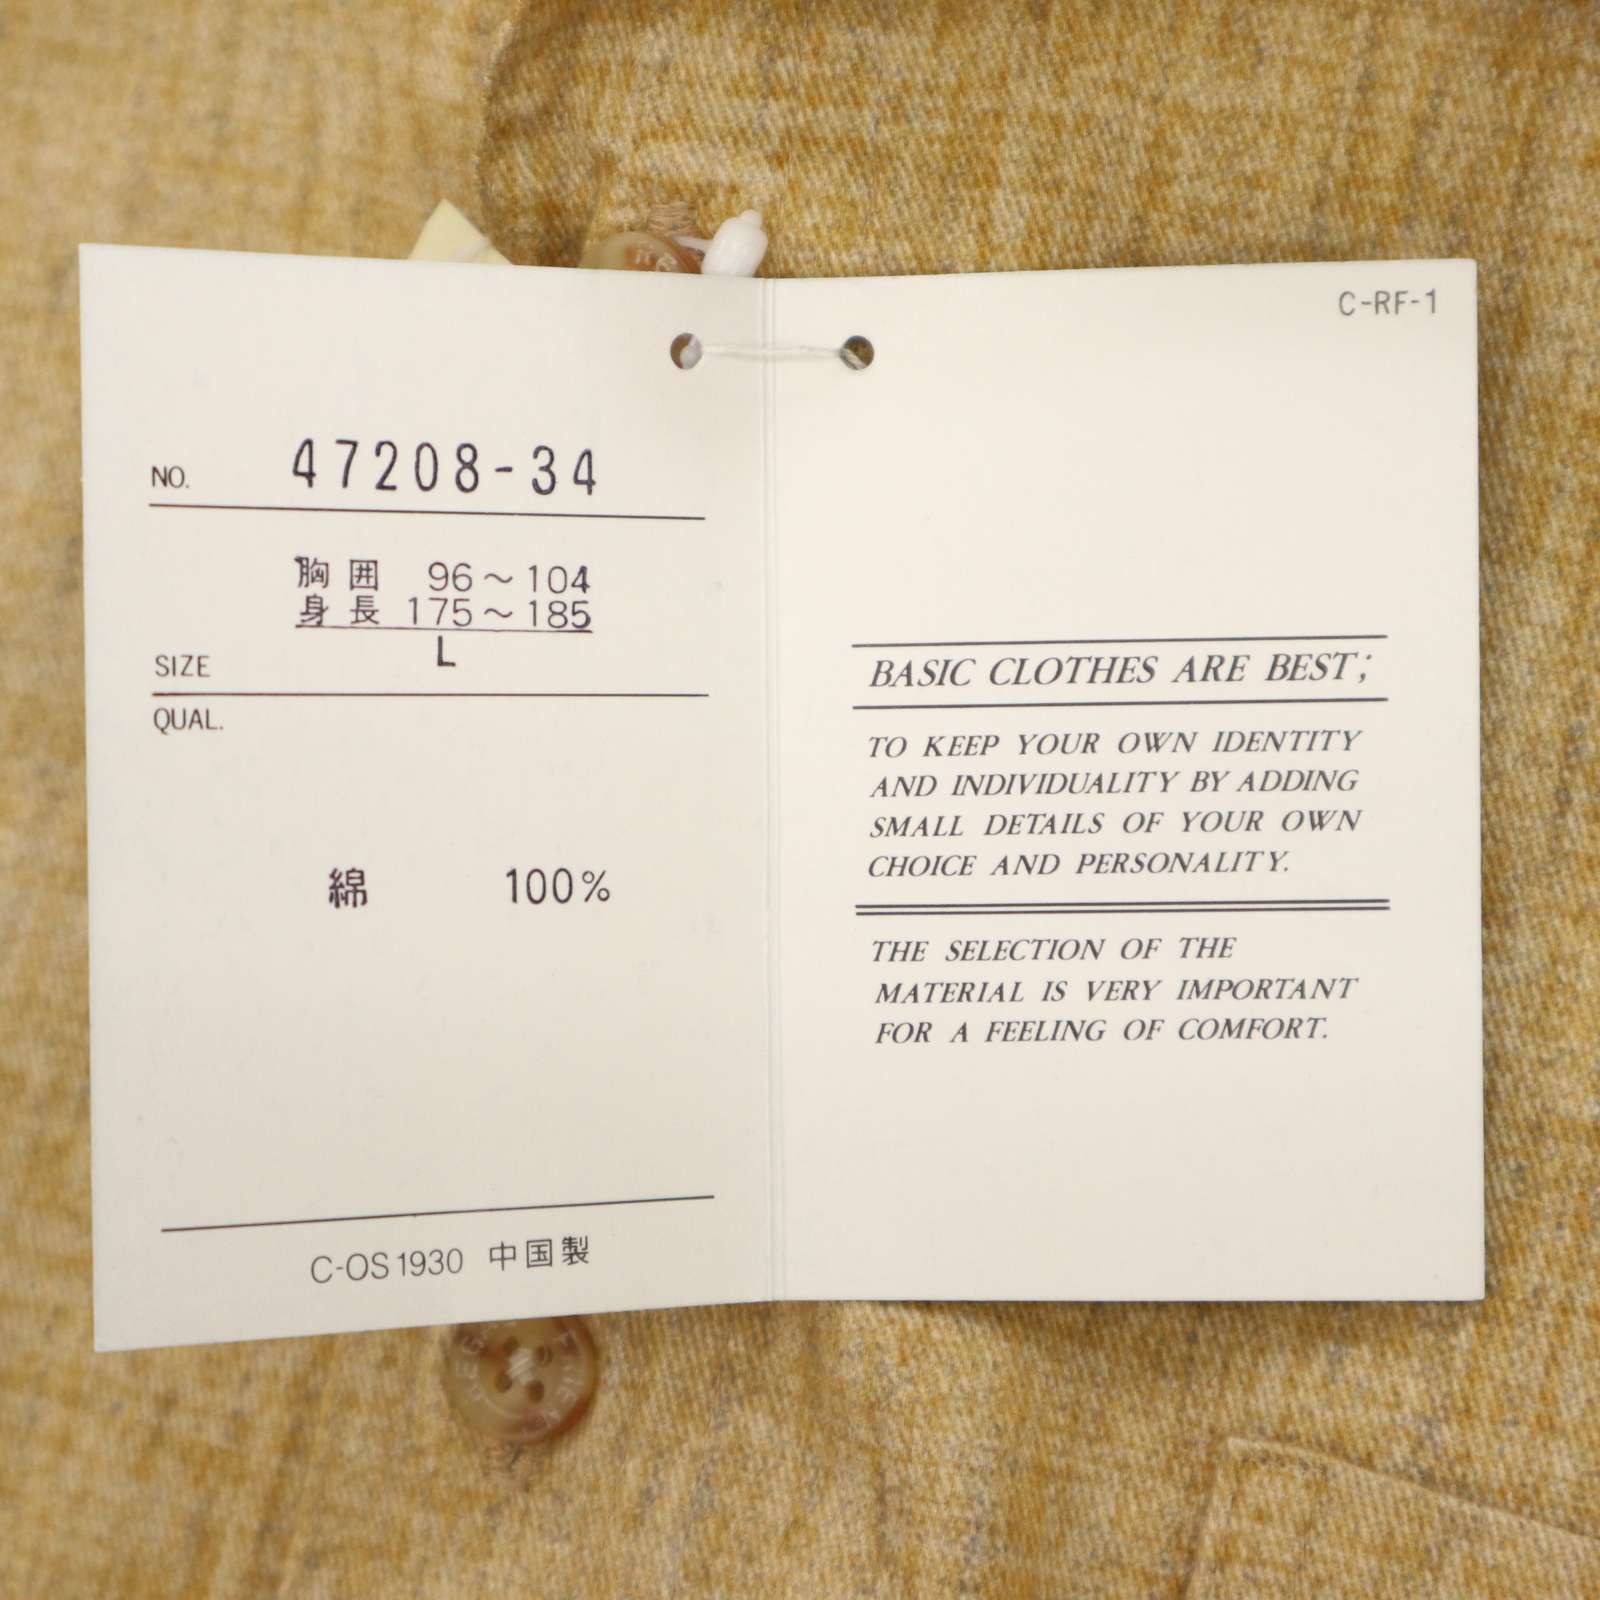 NO. 47208-34
胸囲 96～104
身長 175～185
SIZE L
QUAL.
綿 100%
C-OS1930 中国製
C-RF-1
BASIC CLOTHES ARE BEST;
TO KEEP YOUR OWN IDENTITY
AND INDIVIDUALITY BY ADDING
SMALL DETAILS OF YOUR OWN
CHOICE AND PERSONALITY.
THE SELECTION OF THE
MATERIAL IS VERY IMPORTANT
FOR A FEELING OF COMFORT.